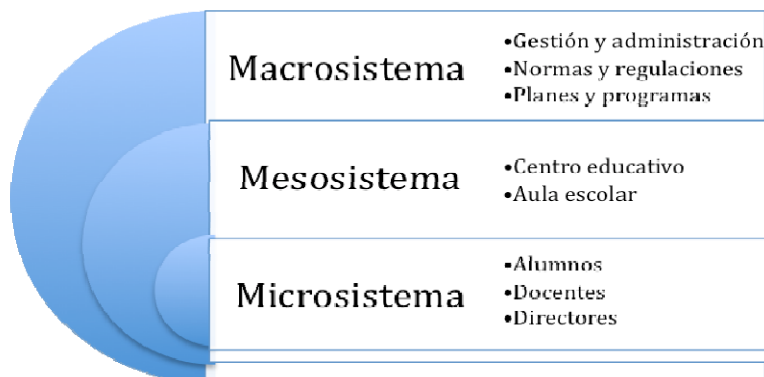 Macrosistema
•Gestión y administración
•Normas y regulaciones
•Planes y programas
Mesosistema
•Centro educativo
•Aula escolar
Microsistema
•Alumnos
•Docentes
•Directores